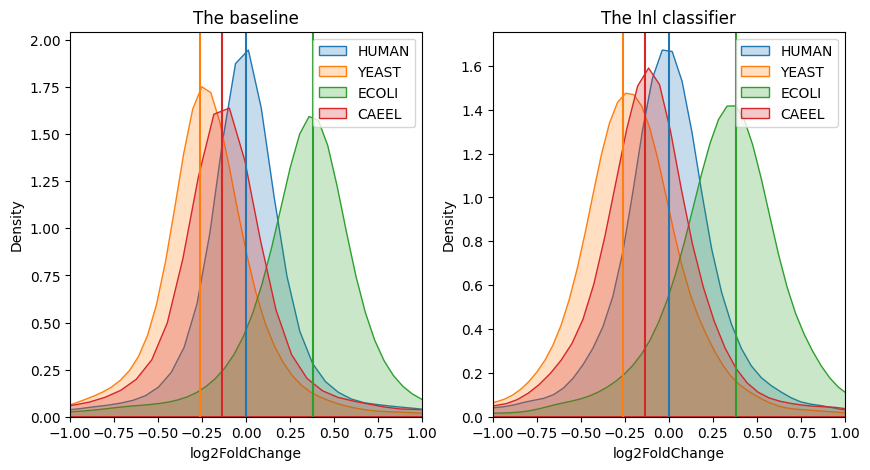 The baseline
2.00
1.75
1.50
1.25
1.00
0.75
0.50
0.25
0.00
Density
−1.00 −0.75 −0.50 −0.25 0.00 0.25 0.50 0.75 1.00
log2FoldChange
HUMAN
YEAST
ECOLI
CAEEL
The lnl classifier
1.6
1.4
1.2
1.0
0.8
0.6
0.4
0.2
0.0
Density
−1.00 −0.75 −0.50 −0.25 0.00 0.25 0.50 0.75 1.00
log2FoldChange
HUMAN
YEAST
ECOLI
CAEEL